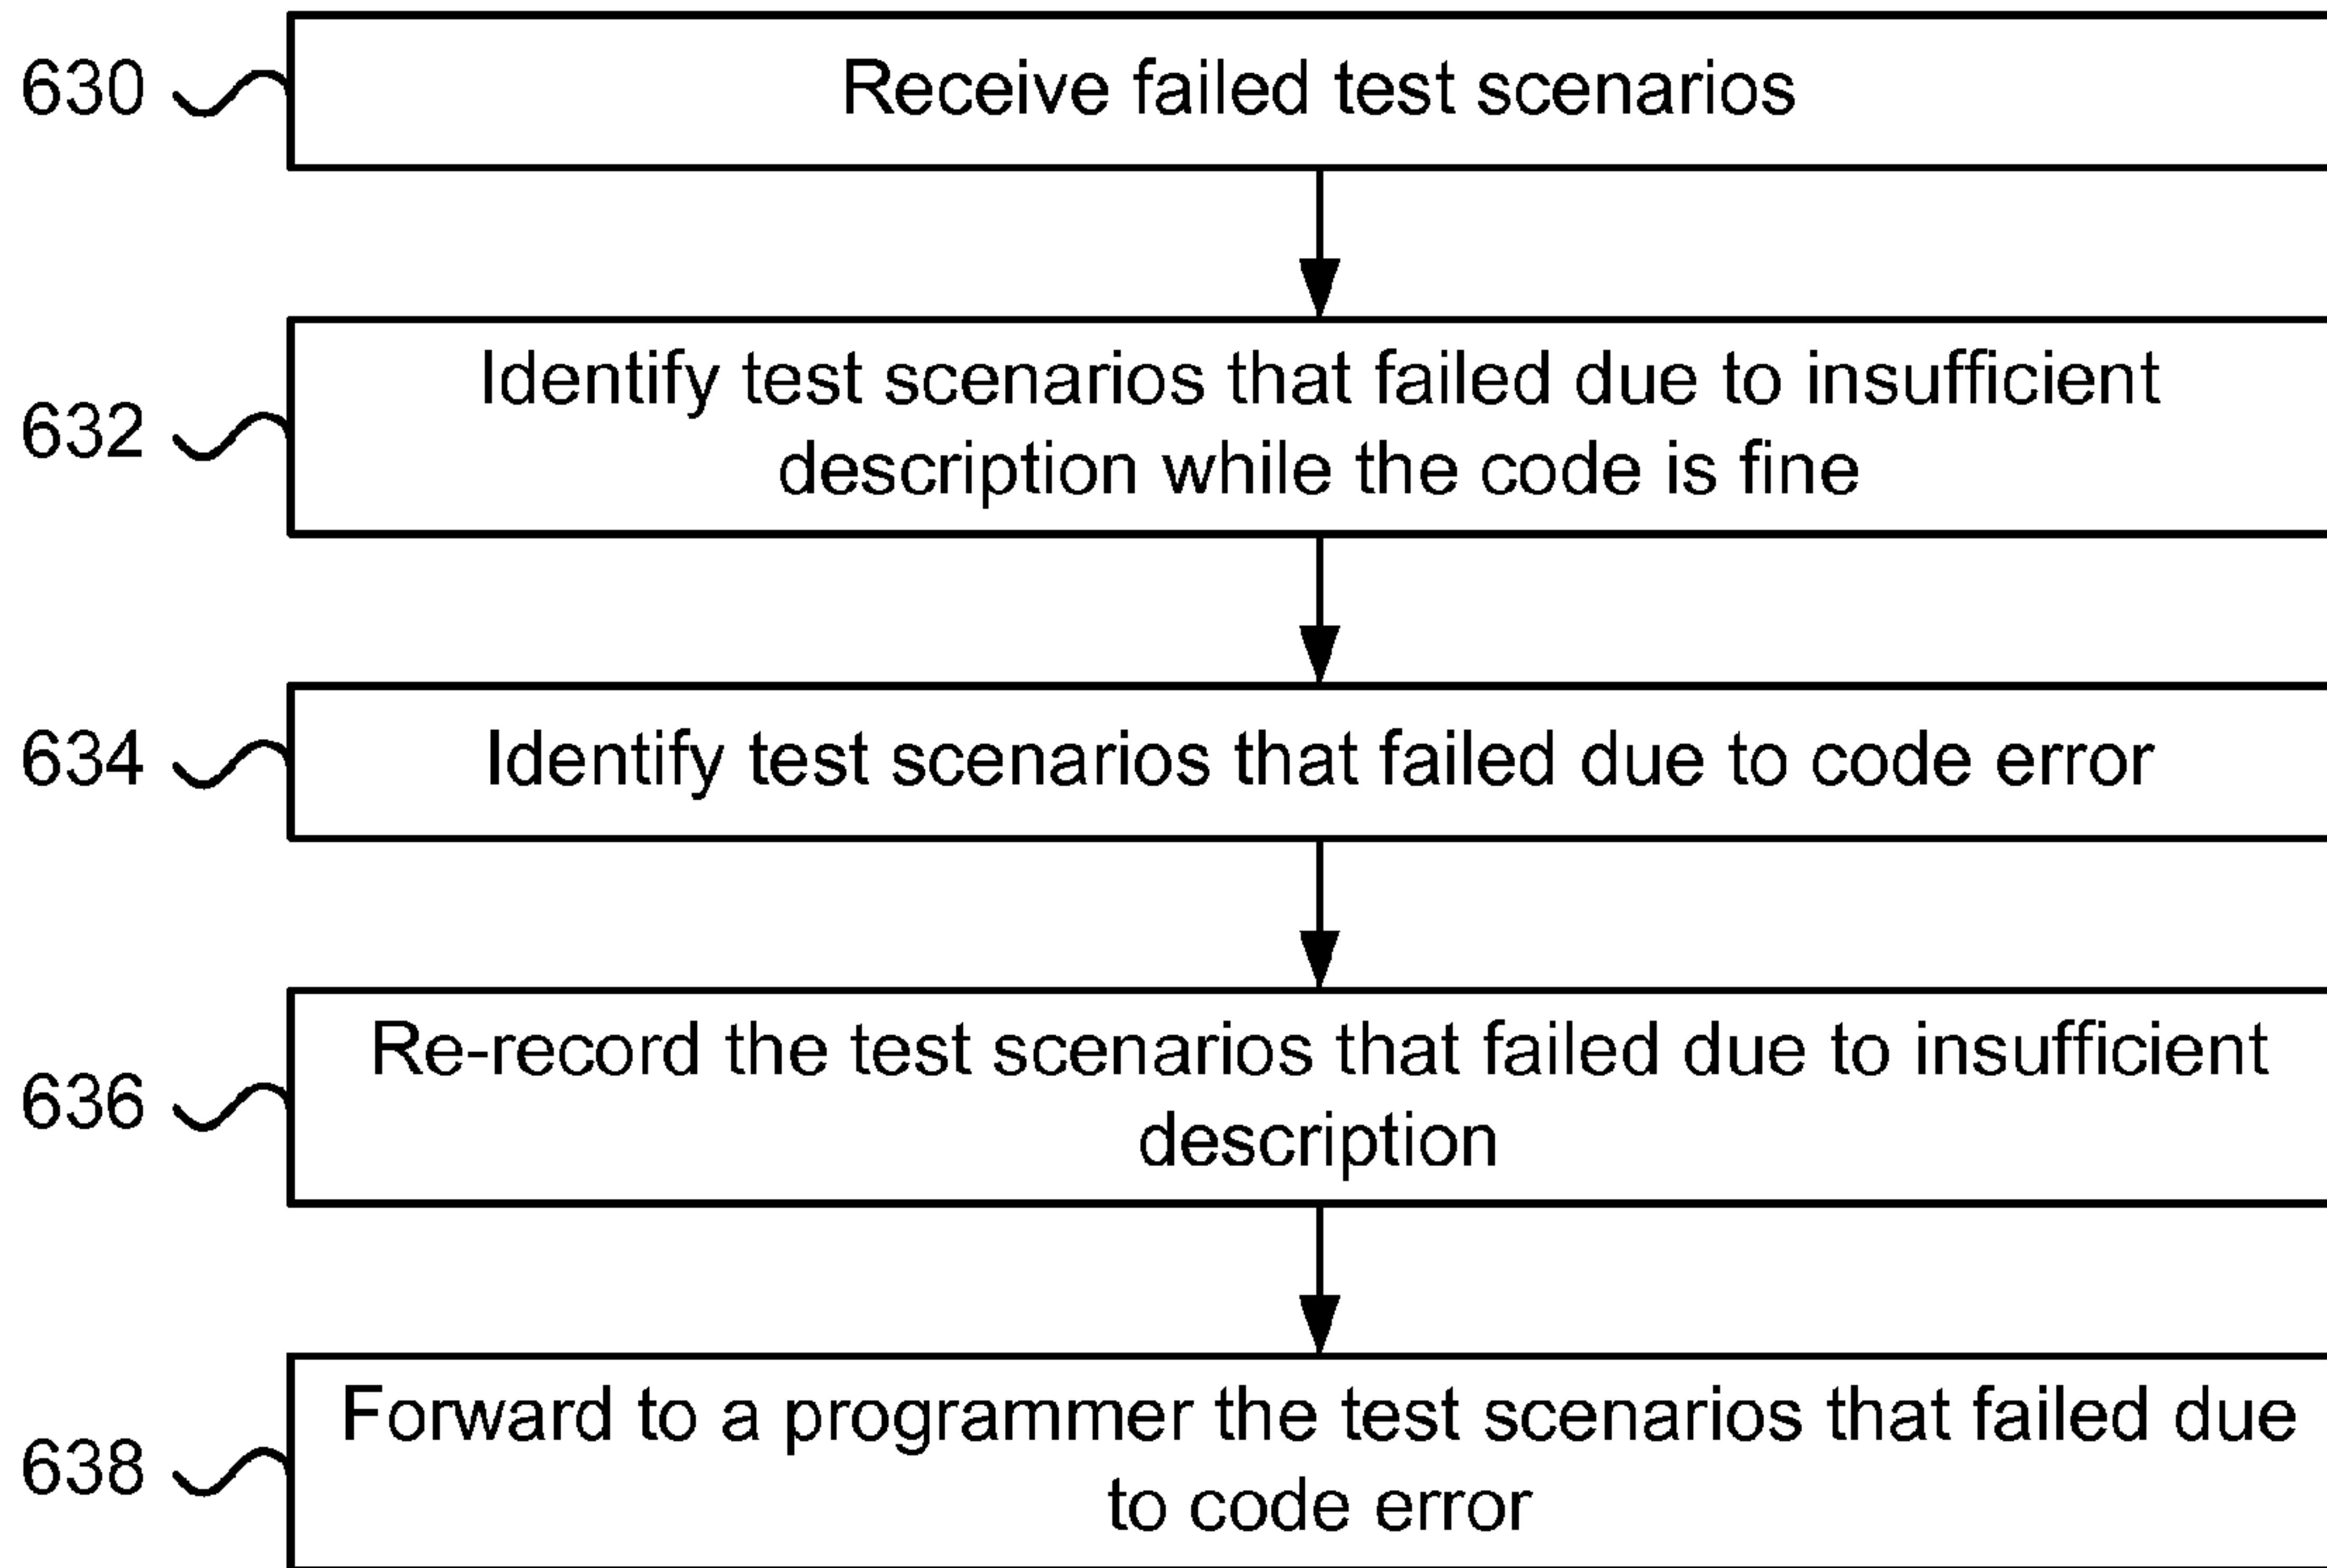 630
Receive failed test scenarios
632
Identify test scenarios that failed due to insufficient
description while the code is fine
634
Identify test scenarios that failed due to code error
636
Re-record the test scenarios that failed due to insufficient
description
638
Forward to a programmer the test scenarios that failed due
to code error